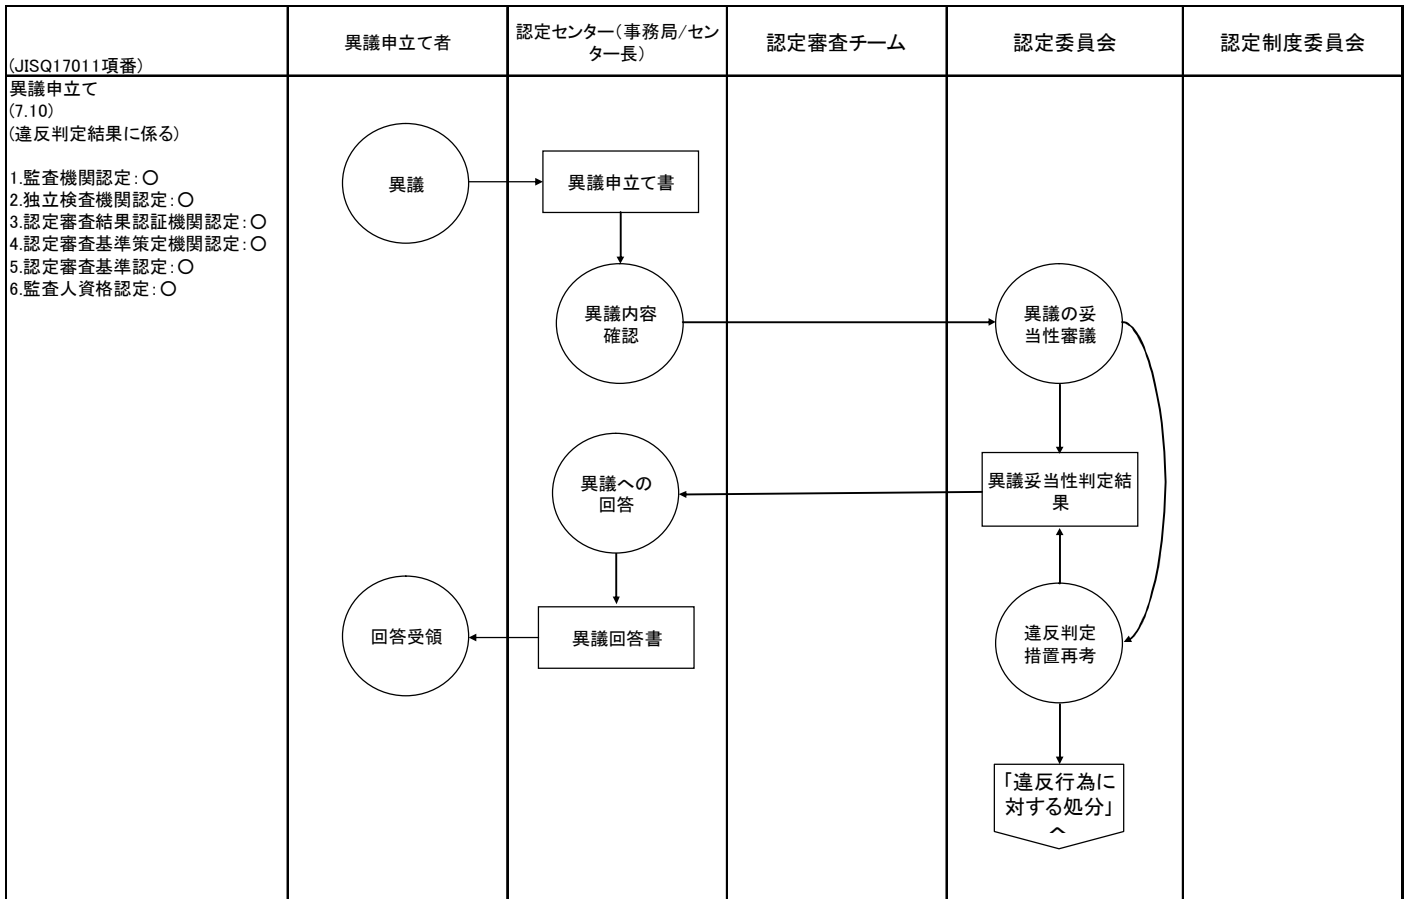 (JISQ17011項番)
異議申立て者
認定センター(事務局/セン
ター長)
認定審査チーム
認定委員会
認定制度委員会
異議申立て
(7.10)
(違反判定結果に係る)
1.監査機関認定:〇
2.独立検査機関認定:〇
3.認定審査結果認証機関認定:〇
4.認定審査基準策定機関認定:〇
5.認定審査基準認定:〇
6.監査人資格認定:〇
異議
異議申立て書
異議内容
確認
異議の妥
当性審議
異議への
回答
異議妥当性判定結
果
回答受領
異議回答書
違反判定
措置再考
「違反行為に
対する処分」
へ